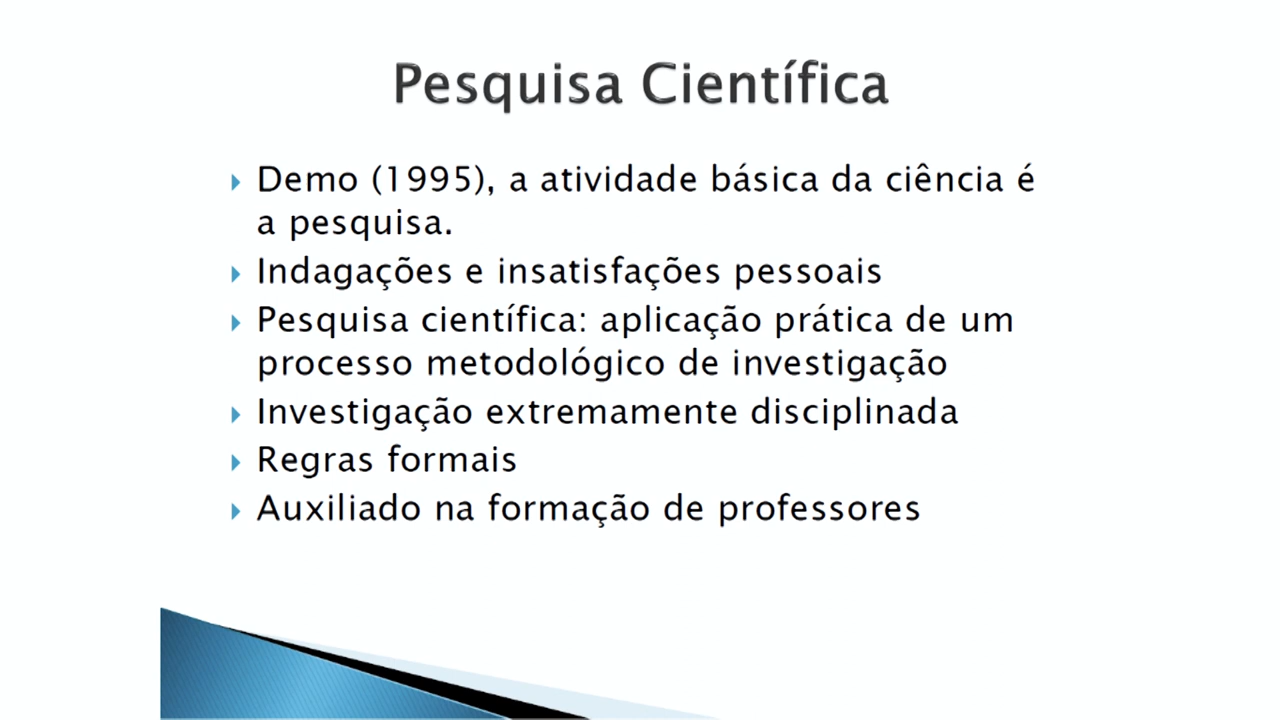 Pesquisa Científica
Demo (1995), a atividade básica da ciência é
a pesquisa.
Indagações e insatisfações pessoais
Pesquisa científica: aplicação prática de um
processo metodológico de investigação
Investigação extremamente disciplinada
Regras formais
Auxiliado na formação de professores